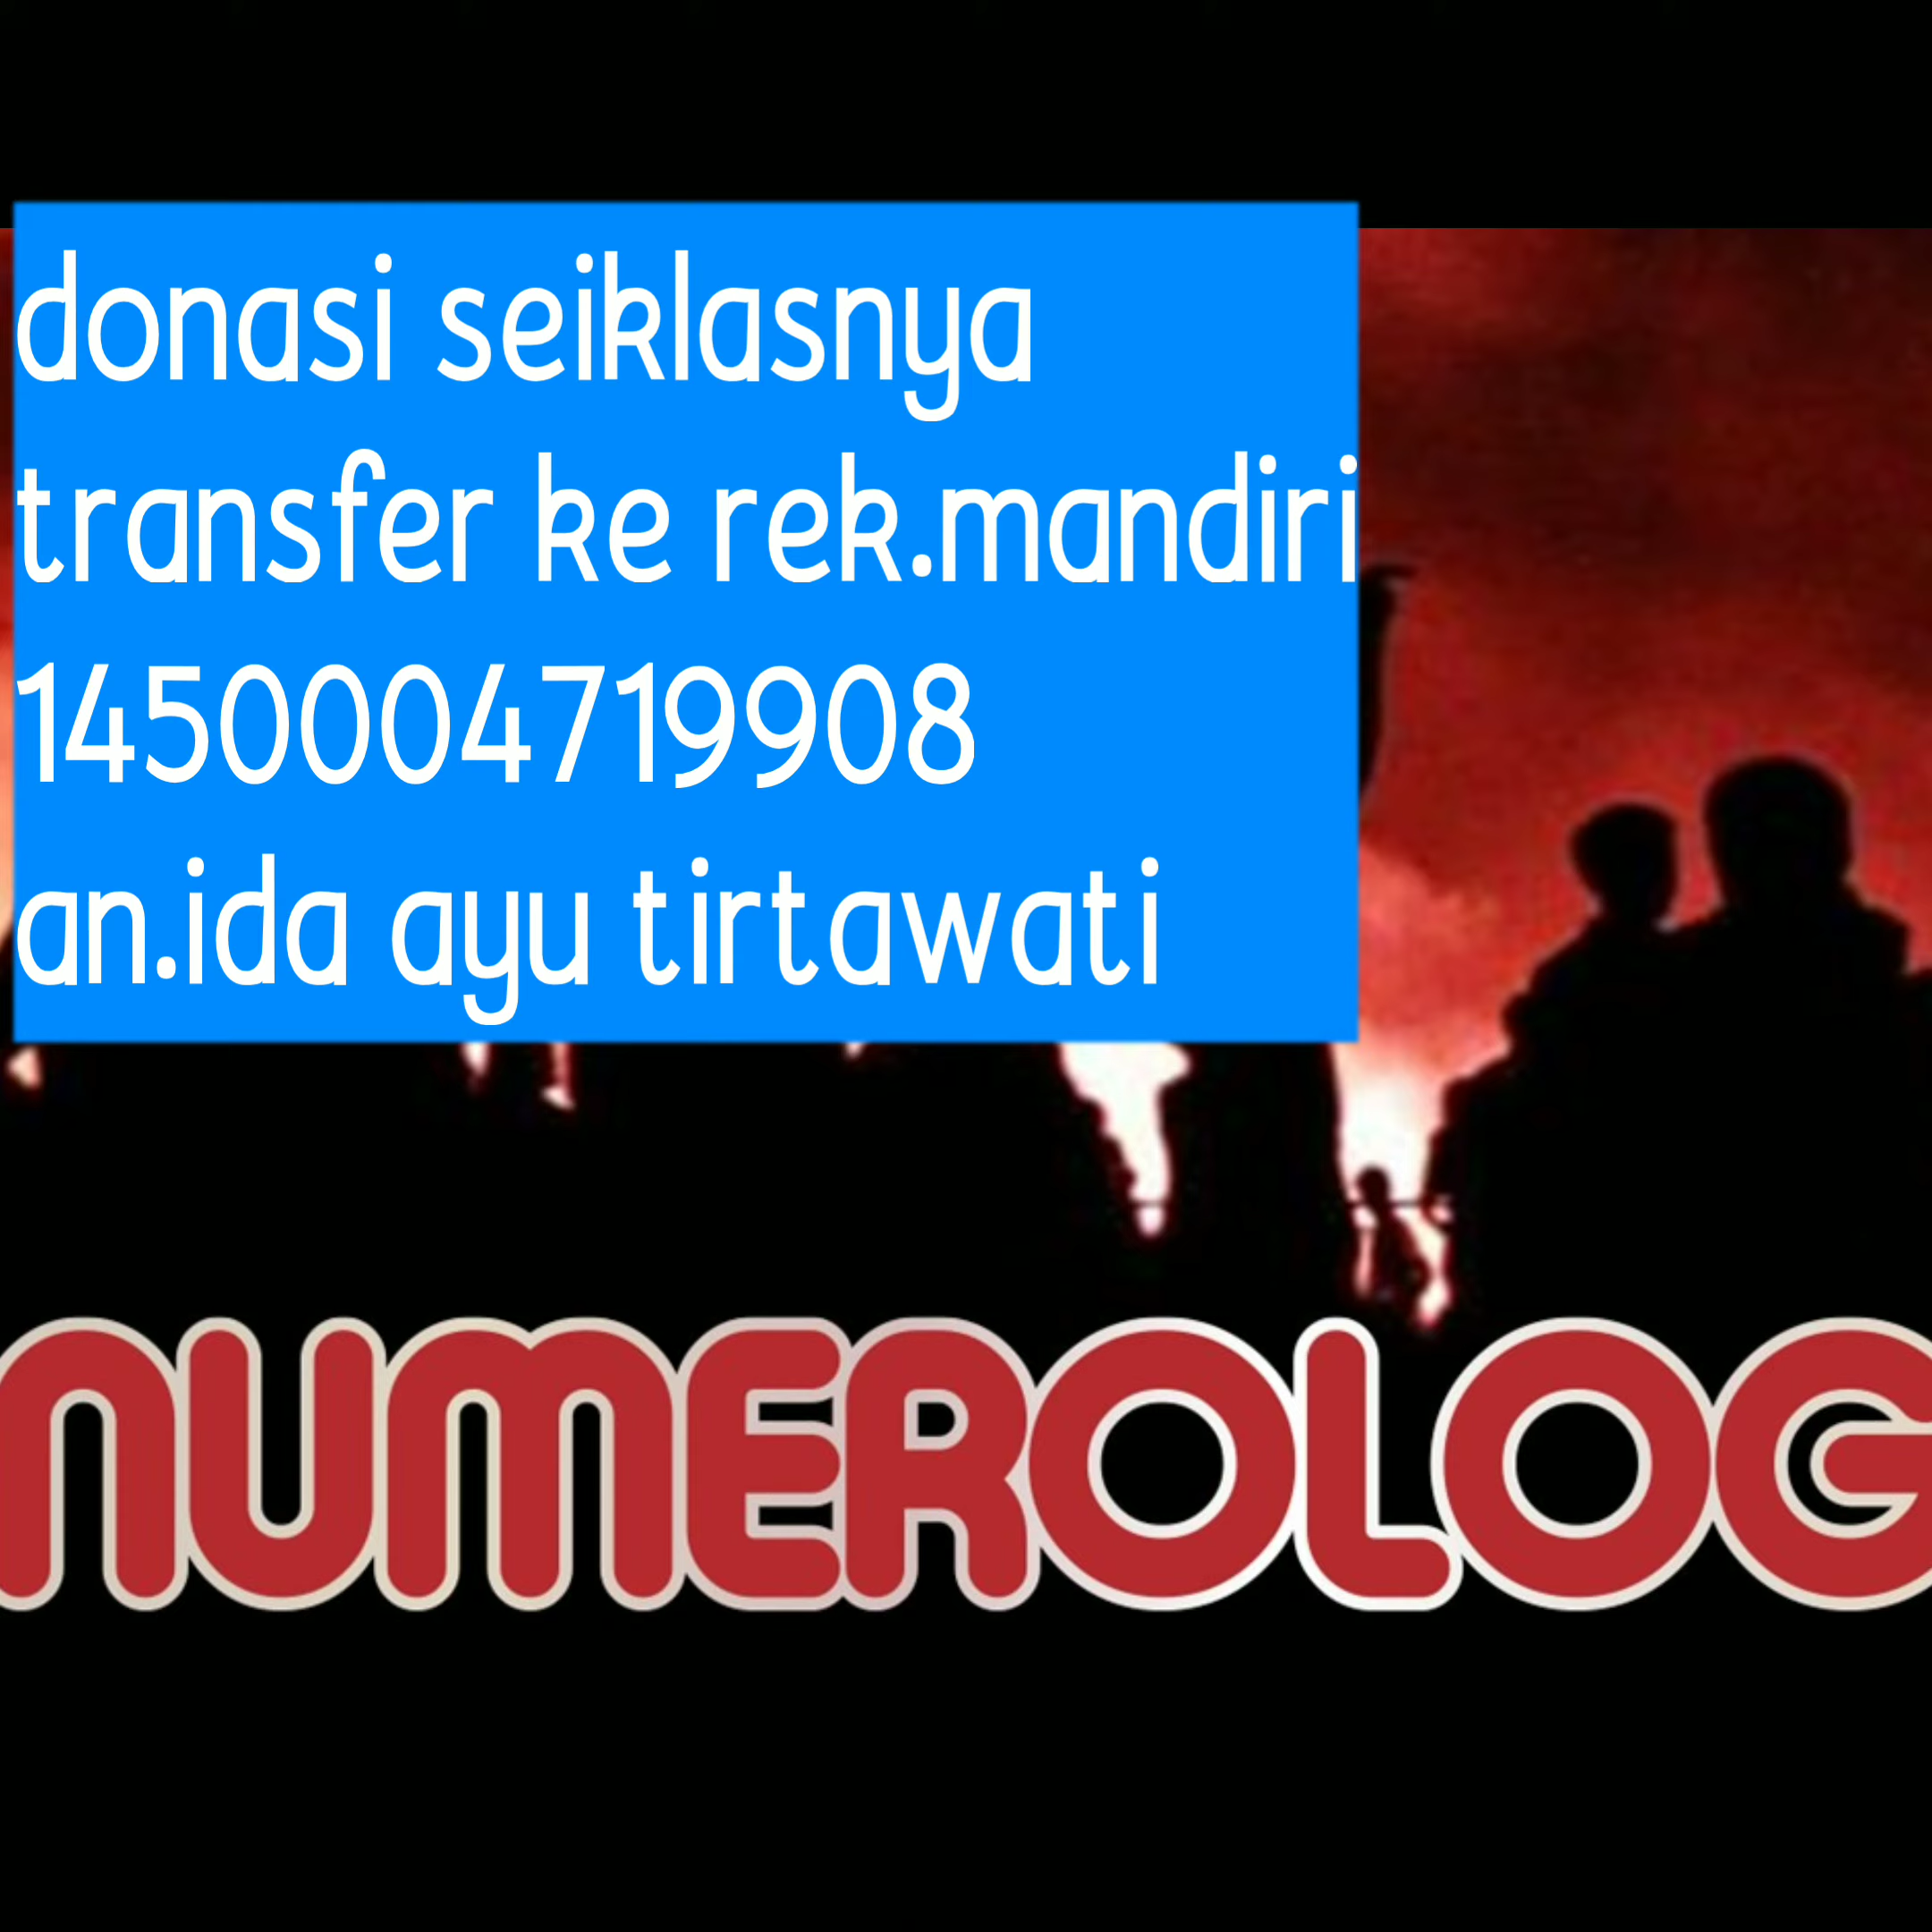 donasi seiklasnya
transfer ke rek.mandiri
1450004719908
an.ida ayu tirtawati
NUMEROLOG